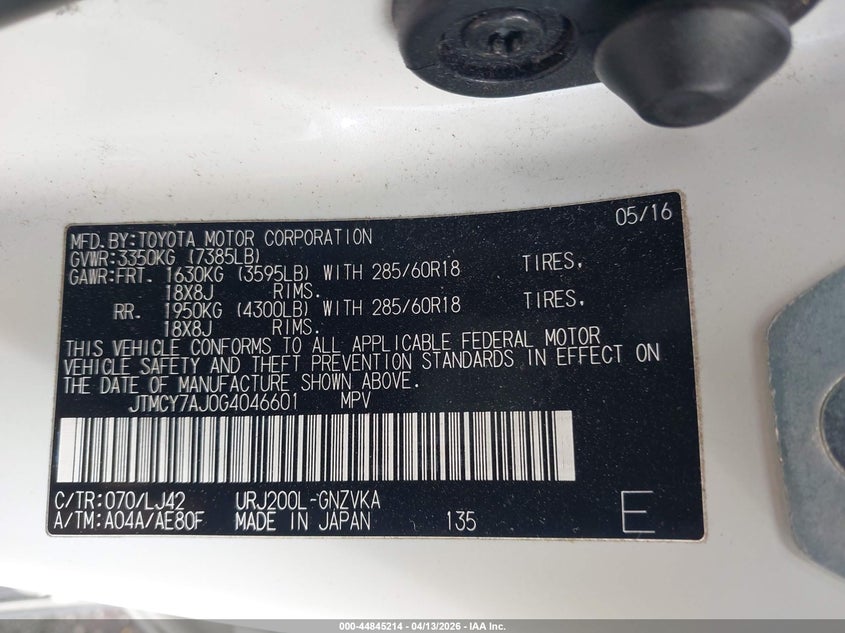 05/16
MFD.BY:TOYOTA MOTOR CORPORATION
GVWR:3350KG (7385LB)
GAWR:FRT. 1630KG (3595LB) WITH 285/60R18 TIRES,
18X8J RIMS.
RR. 1950KG (4300LB) WITH 285/60R18 TIRES,
18X8J RIMS.
THIS VEHICLE CONFORMS TO ALL APPLICABLE FEDERAL MOTOR
VEHICLE SAFETY AND THEFT PREVENTION STANDARDS IN EFFECT ON
THE DATE OF MANUFACTURE SHOWN ABOVE.
JTMCY7AJ0G4046601 MPV
C/TR:070/LJ42 URJ200L-GNZVKA
A/TM:A04A/AE80F MADE IN JAPAN 135 E
000-44845214 - 04/13/2026 - IAA Inc.